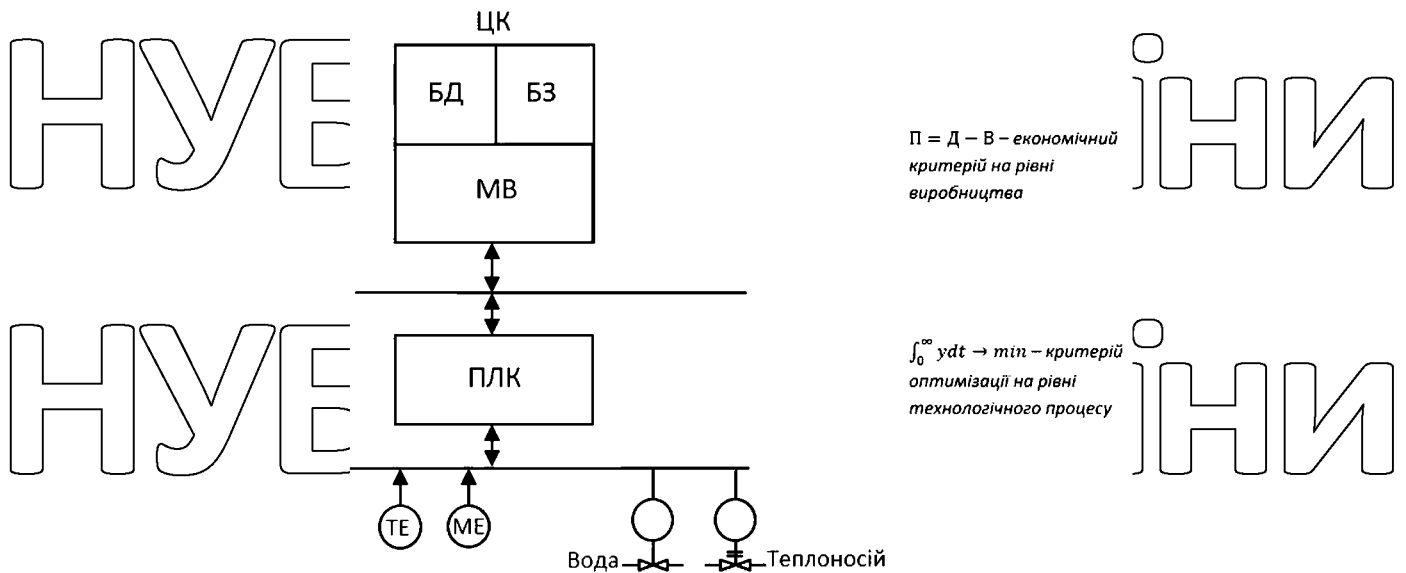 ЦК
БД
БЗ
МВ
П = Д − В – економічний
критерій на рівні
виробництва
ПЛК
∫₀^∞ ydt → min – критерій
оптимізації на рівні
технологічного процесу
ТЕ
МЕ
Вода
Теплоносій
НУБ
іни
НУБ
іни